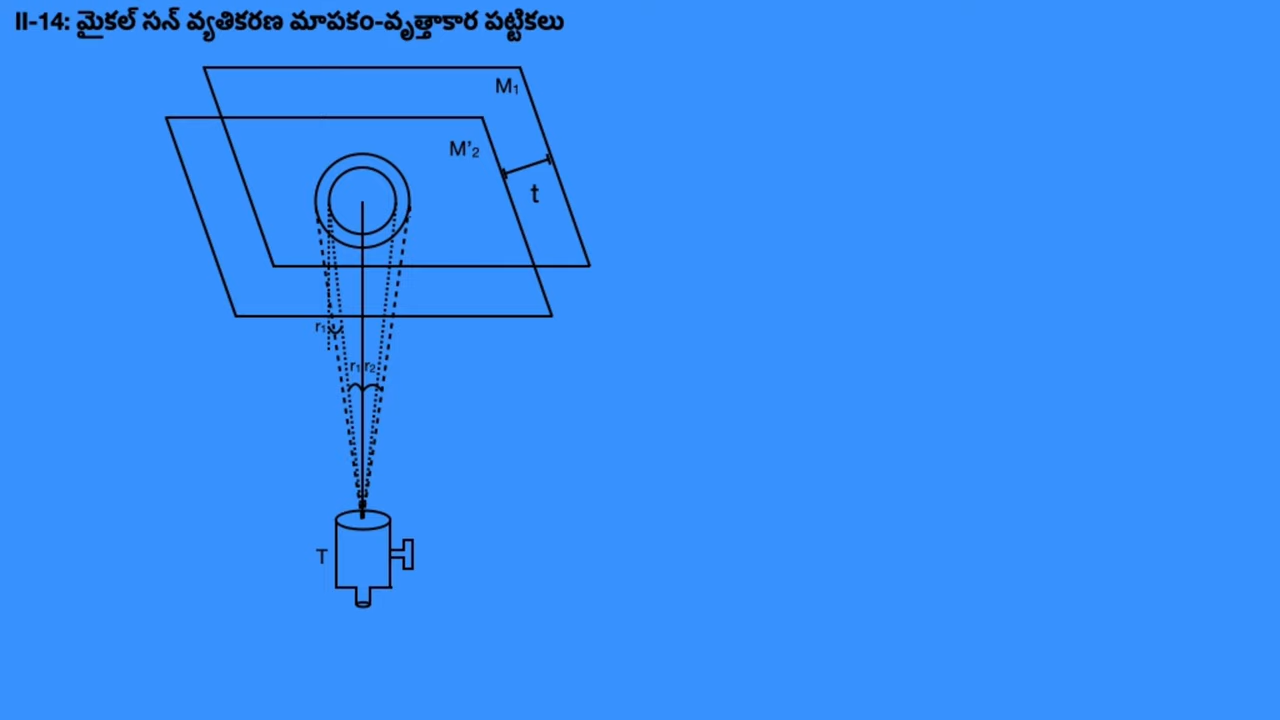 II-14: మైకల్ సన్ వ్యతికరణ మాపకం-వృత్తాకార పట్టికలు
M₁
M'₂
t
r₁
r₁ r₂
T